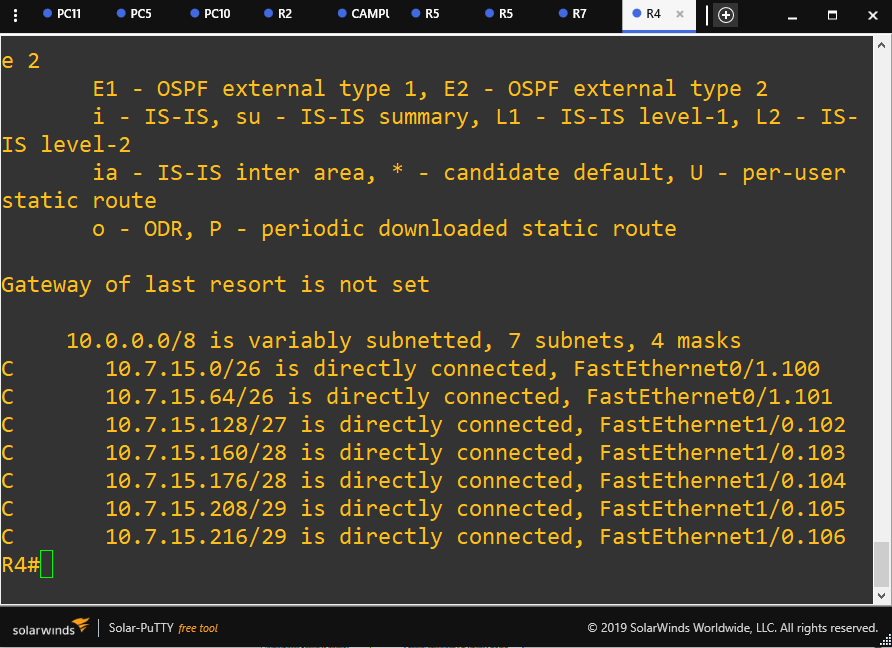 PC11 PC5 PC10 R2 CAMPU R5 R5 R7 R4
e 2
E1 - OSPF external type 1, E2 - OSPF external type 2
i - IS-IS, su - IS-IS summary, L1 - IS-IS level-1, L2 - IS-
IS level-2
ia - IS-IS inter area, * - candidate default, U - per-user
static route
o - ODR, P - periodic downloaded static route
Gateway of last resort is not set
10.0.0.0/8 is variably subnetted, 7 subnets, 4 masks
C 10.7.15.0/26 is directly connected, FastEthernet0/1.100
C 10.7.15.64/26 is directly connected, FastEthernet0/1.101
C 10.7.15.128/27 is directly connected, FastEthernet1/0.102
C 10.7.15.160/28 is directly connected, FastEthernet1/0.103
C 10.7.15.176/28 is directly connected, FastEthernet1/0.104
C 10.7.15.208/29 is directly connected, FastEthernet1/0.105
C 10.7.15.216/29 is directly connected, FastEthernet1/0.106
R4#
solarwinds Solar-PuTTY free tool © 2019 SolarWinds Worldwide, LLC. All rights reserved.